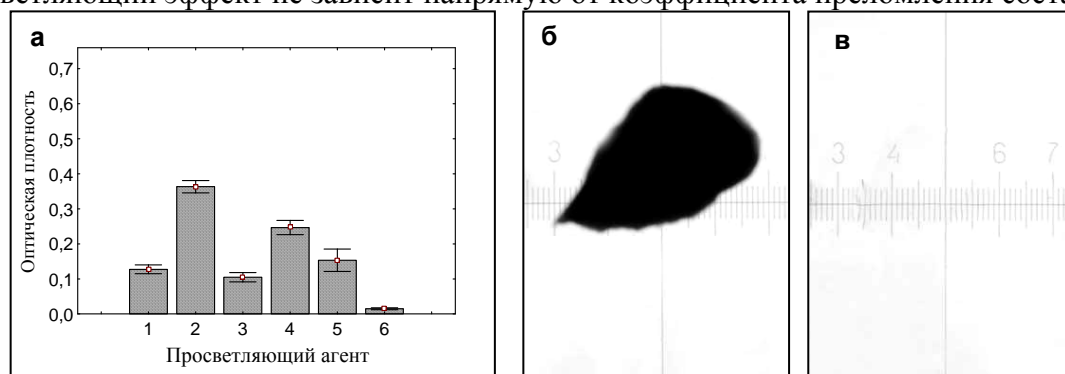 эффект не зависит напрямую от коэффициента преломления
а
Оптическая плотность
0,7
0,6
0,5
0,4
0,3
0,2
0,1
0,0
1 2 3 4 5 6
Просветляющий агент
б
3
в
3 4 6 7